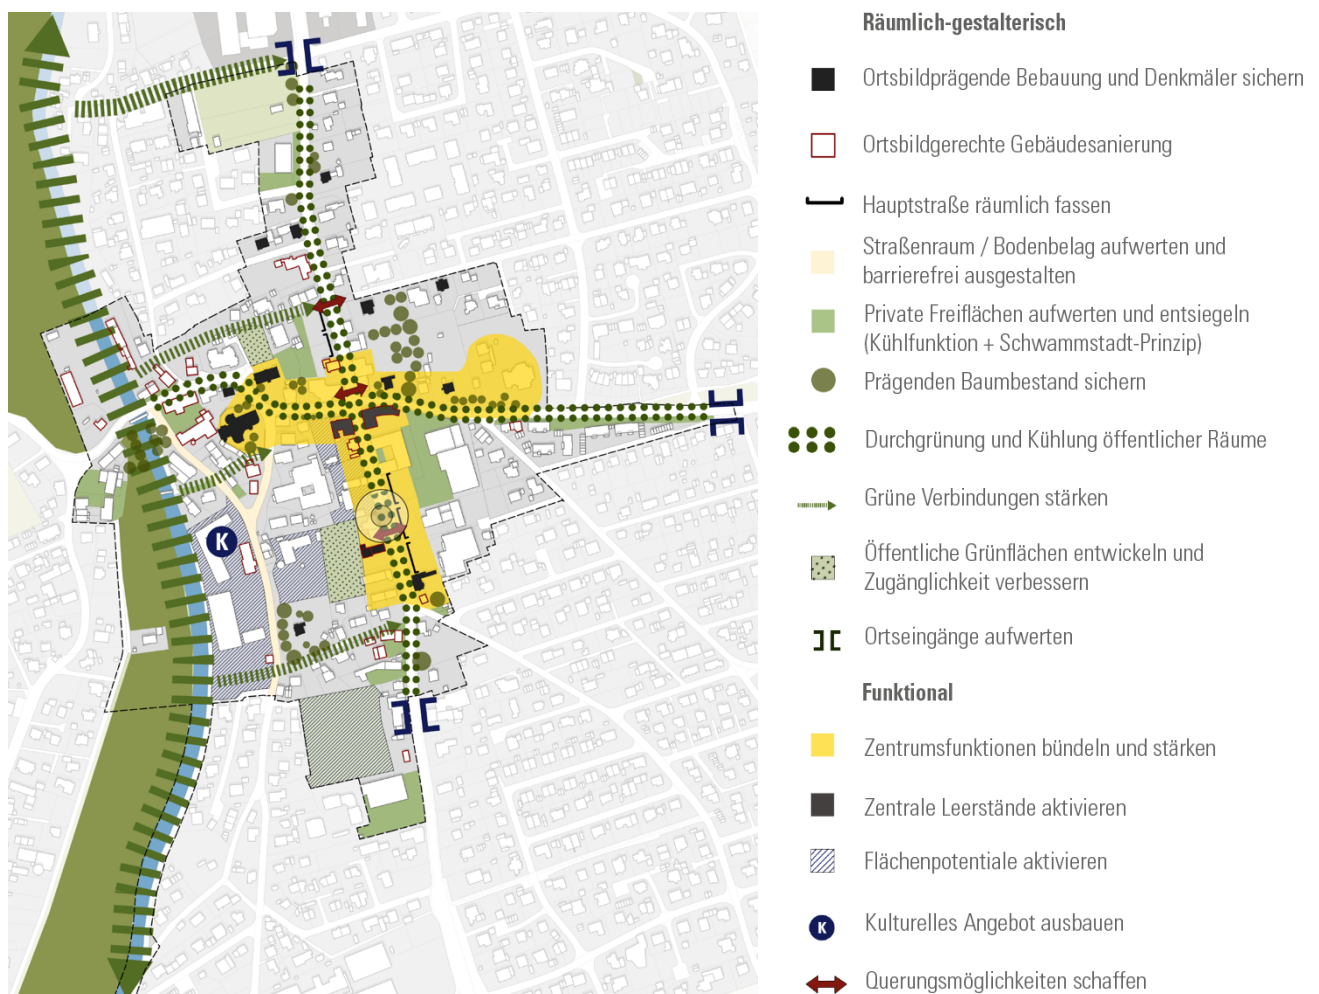 Räumlich-gestalterisch
Ortsbildprägende Bebauung und Denkmäler sichern
Ortsbildgerechte Gebäudesanierung
Hauptstraße räumlich fassen
Straßenraum / Bodenbelag aufwerten und
barrierefrei ausgestalten
Private Freiflächen aufwerten und entsiegeln
(Kühlfunktion + Schwammstadt-Prinzip)
Prägenden Baumbestand sichern
Durchgrünung und Kühlung öffentlicher Räume
Grüne Verbindungen stärken
Öffentliche Grünflächen entwickeln und
Zugänglichkeit verbessern
Ortseingänge aufwerten
Funktional
Zentrumsfunktionen bündeln und stärken
Zentrale Leerstände aktivieren
Flächenpotentiale aktivieren
K
Kulturelles Angebot ausbauen
Querungsmöglichkeiten schaffen
K